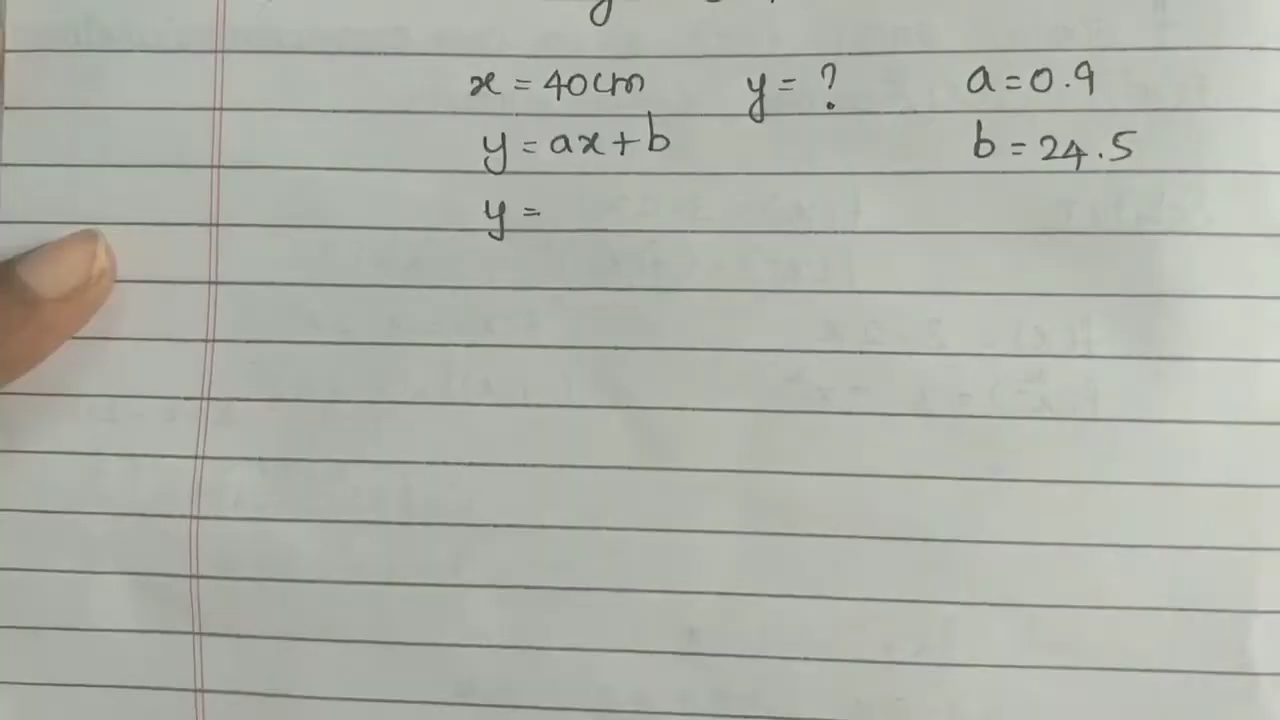 x = 40cm y = ? a = 0.9
y = ax + b b = 24.5
y =